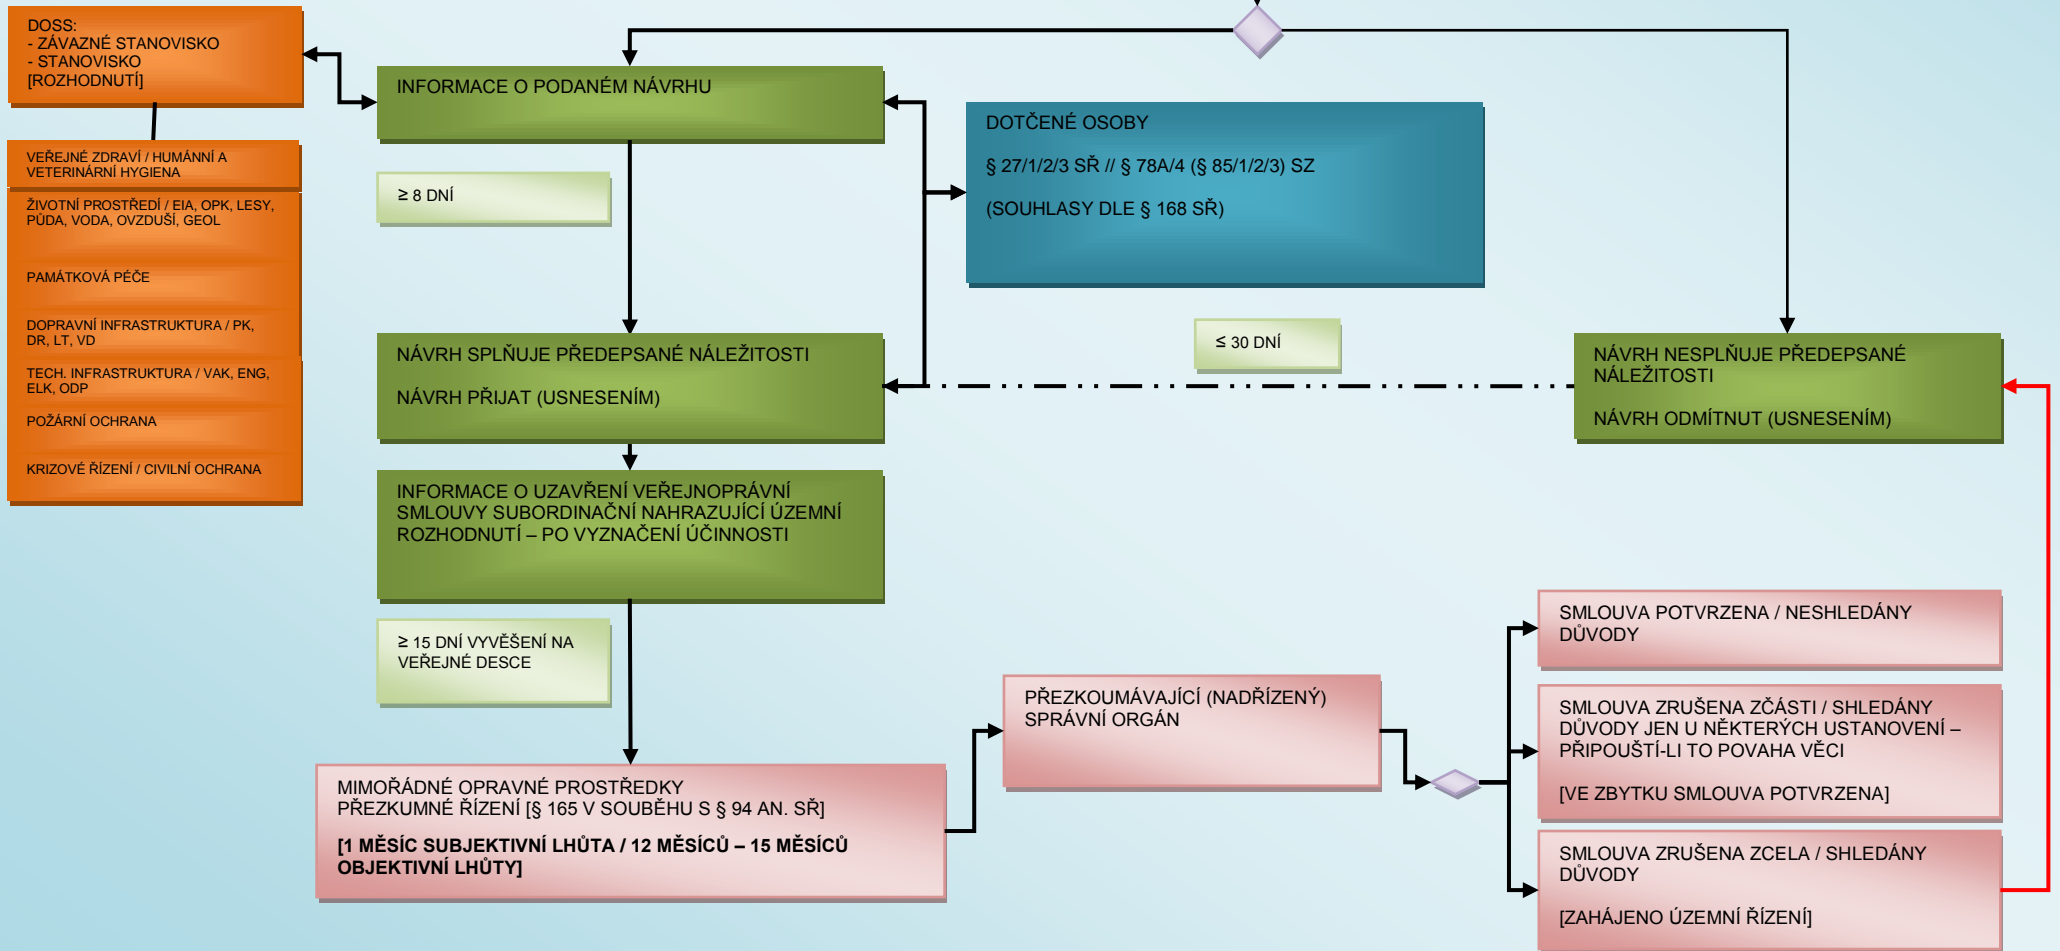 DOSS:
- ZÁVAZNÉ STANOVISKO
- STANOVISKO
[ROZHODNUTÍ]
VEŘEJNÉ ZDRAVÍ / HUMÁNNÍ A
VETERINÁRNÍ HYGIENA
ŽIVOTNÍ PROSTŘEDÍ / EIA, OPK, LESY,
PŮDA, VODA, OVZDUŠÍ, GEOL
PAMÁTKOVÁ PÉČE
DOPRAVNÍ INFRASTRUKTURA / PK,
DR, LT, VD
TECH. INFRASTRUKTURA / VAK, ENG,
ELK, ODP
POŽÁRNÍ OCHRANA
KRIZOVÉ ŘÍZENÍ / CIVILNÍ OCHRANA
INFORMACE O PODANÉM NÁVRHU
≥ 8 DNÍ
DOTČENÉ OSOBY
§ 27/1/2/3 SŘ // § 78A/4 (§ 85/1/2/3) SZ
(SOUHLASY DLE § 168 SŘ)
NÁVRH SPLŇUJE PŘEDEPSANÉ NÁLEŽITOSTI
NÁVRH PŘIJAT (USNESENÍM)
≤ 30 DNÍ
NÁVRH NESPLŇUJE PŘEDEPSANÉ
NÁLEŽITOSTI
NÁVRH ODMÍTNUT (USNESENÍM)
INFORMACE O UZAVŘENÍ VEŘEJNOPRÁVNÍ
SMLOUVY SUBORDINAČNÍ NAHRAZUJÍCÍ ÚZEMNÍ
ROZHODNUTÍ – PO VYZNAČENÍ ÚČINNOSTI
≥ 15 DNÍ VYVĚŠENÍ NA
VEŘEJNÉ DESCE
MIMOŘÁDNÉ OPRAVNÉ PROSTŘEDKY
PŘEZKUMNÉ ŘÍZENÍ [§ 165 V SOUBĚHU S § 94 AN. SŘ]
[1 MĚSÍC SUBJEKTIVNÍ LHŮTA / 12 MĚSÍCŮ – 15 MĚSÍCŮ
OBJEKTIVNÍ LHŮTY]
PŘEZKOUMÁVAJÍCÍ (NADŘÍZENÝ)
SPRÁVNÍ ORGÁN
SMLOUVA POTVRZENA / NESHLEDÁNY
DŮVODY
SMLOUVA ZRUŠENA ZČÁSTI / SHLEDÁNY
DŮVODY JEN U NĚKTERÝCH USTANOVENÍ –
PŘIPOUŠTÍ-LI TO POVAHA VĚCI
[VE ZBYTKU SMLOUVA POTVRZENA]
SMLOUVA ZRUŠENA ZCELA / SHLEDÁNY
DŮVODY
[ZAHÁJENO ÚZEMNÍ ŘÍZENÍ]